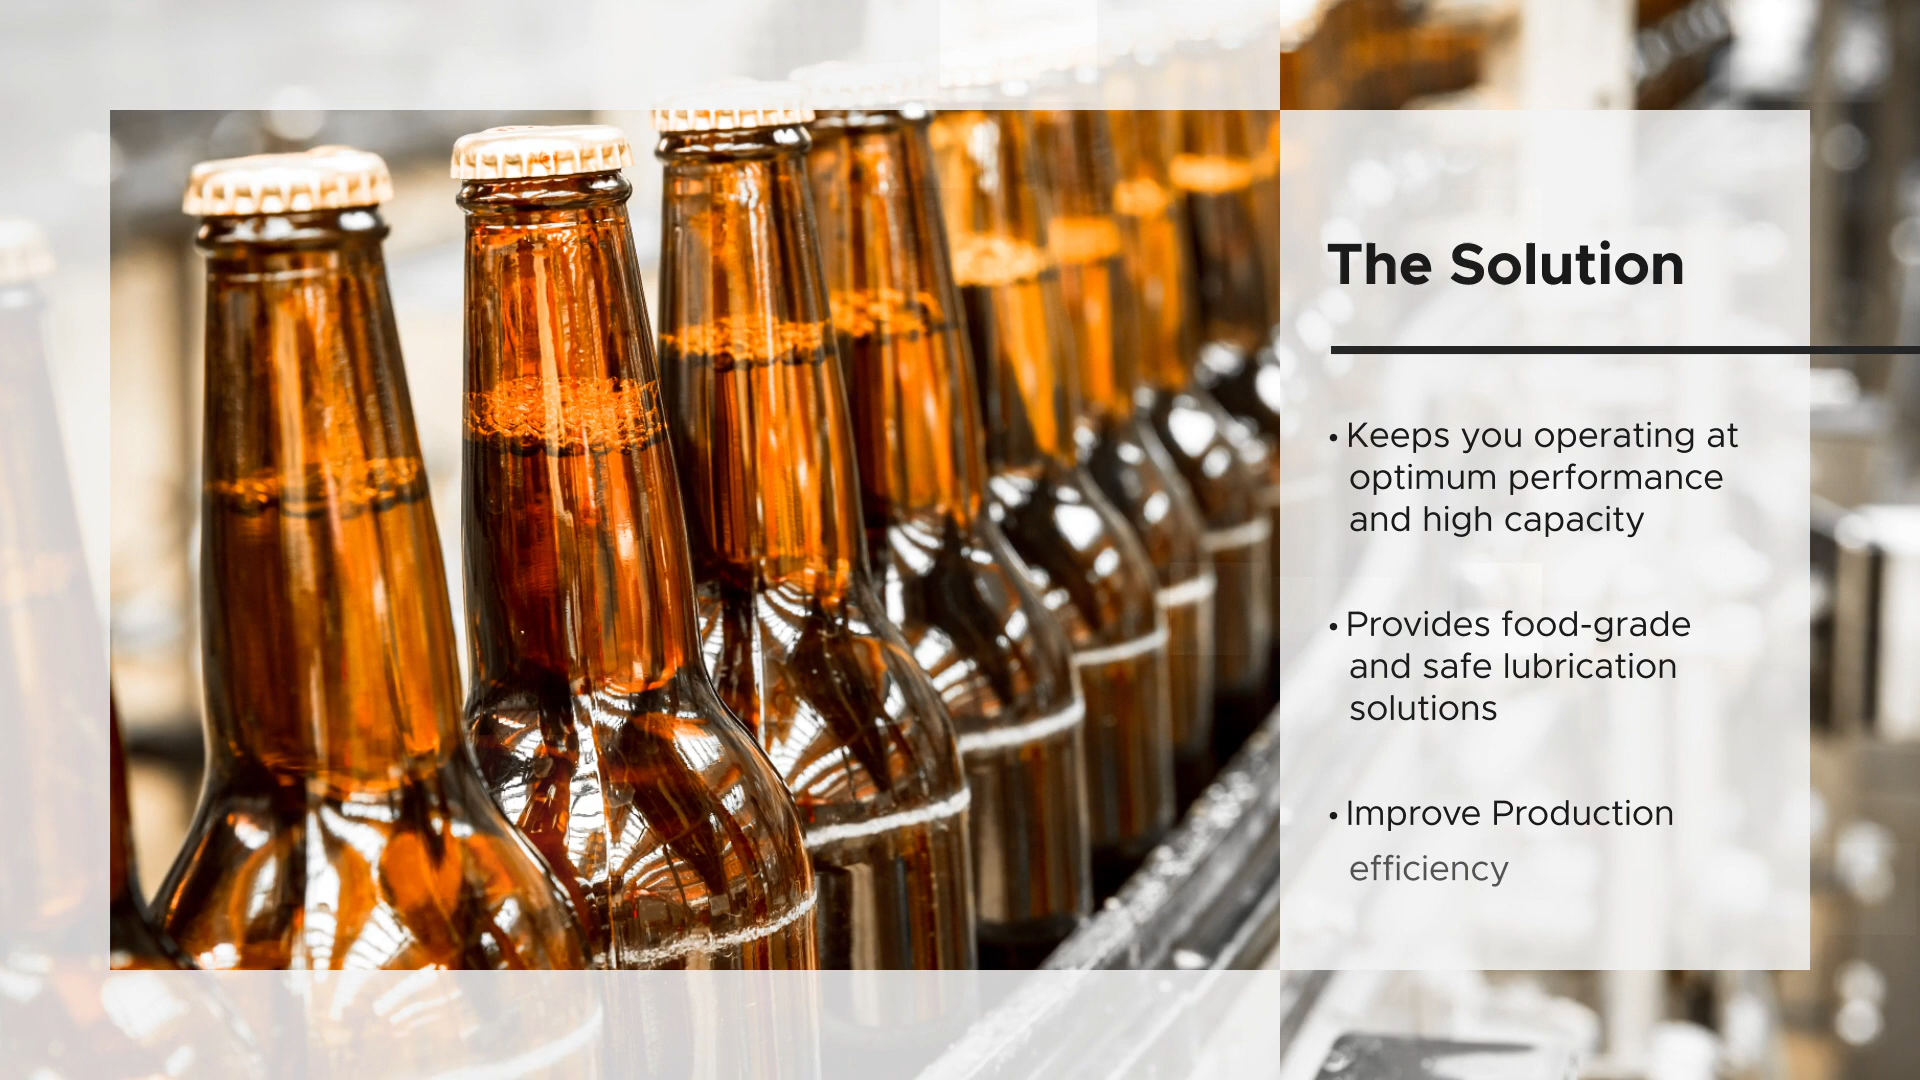 The Solution
• Keeps you operating at
optimum performance
and high capacity
• Provides food-grade
and safe lubrication
solutions
• Improve Production
efficiency